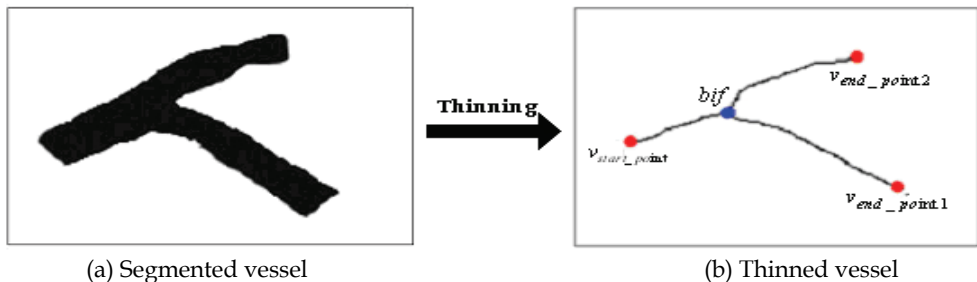 Thinning
v_end_point2
bif
v_start_point
v_end_point1
(a) Segmented vessel
(b) Thinned vessel